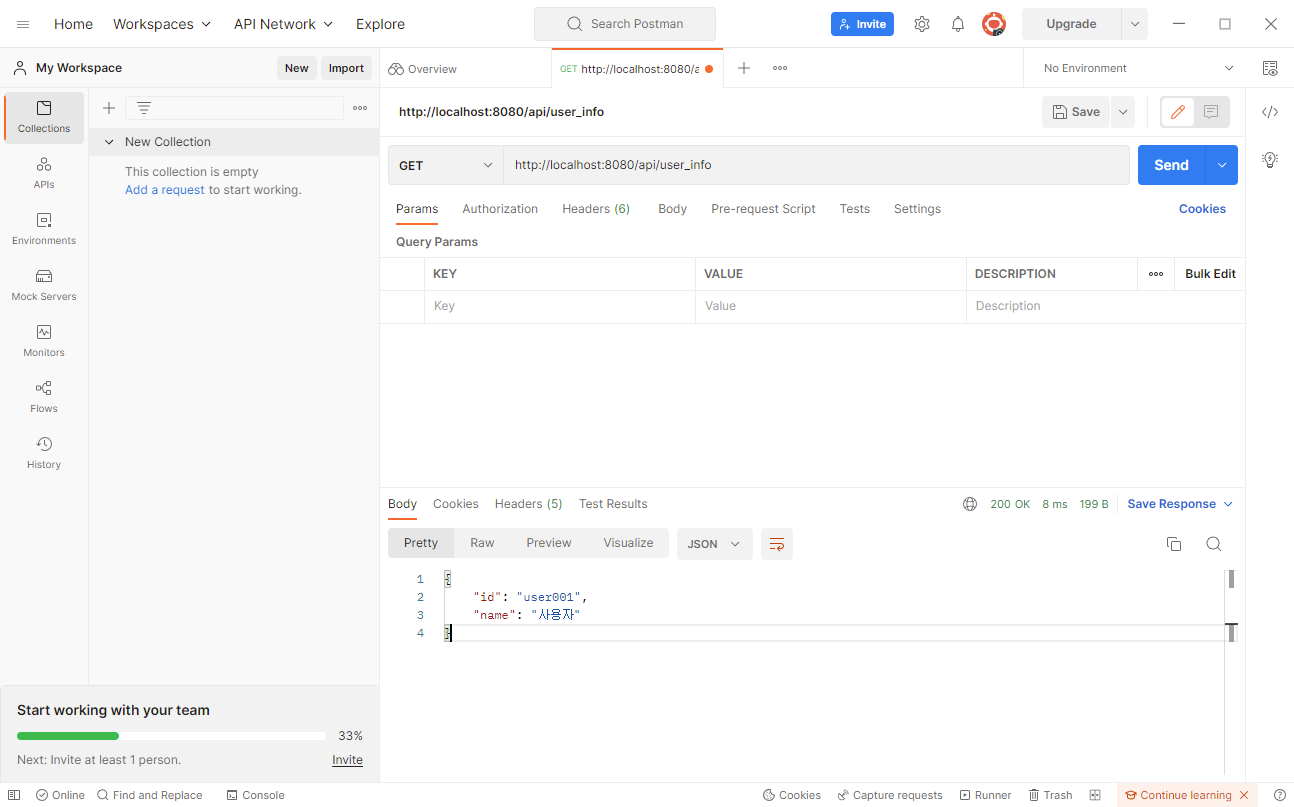 Home Workspaces API Network Explore Search Postman Invite Upgrade
My Workspace New Import
Overview GET http://localhost:8080/a No Environment
Collections
APIs
Environments
Mock Servers
Monitors
Flows
History
New Collection
This collection is empty
Add a request to start working.
http://localhost:8080/api/user_info Save
GET http://localhost:8080/api/user_info Send
Params Authorization Headers (6) Body Pre-request Script Tests Settings Cookies
Query Params
KEY VALUE DESCRIPTION Bulk Edit
Key Value Description
Body Cookies Headers (5) Test Results 200 OK 8 ms 199 B Save Response
Pretty Raw Preview Visualize JSON
1 {
2 "id": "user001",
3 "name": "사용자"
4 }
Start working with your team
33%
Next: Invite at least 1 person. Invite
Online Find and Replace Console Cookies Capture requests Runner Trash Continue learning